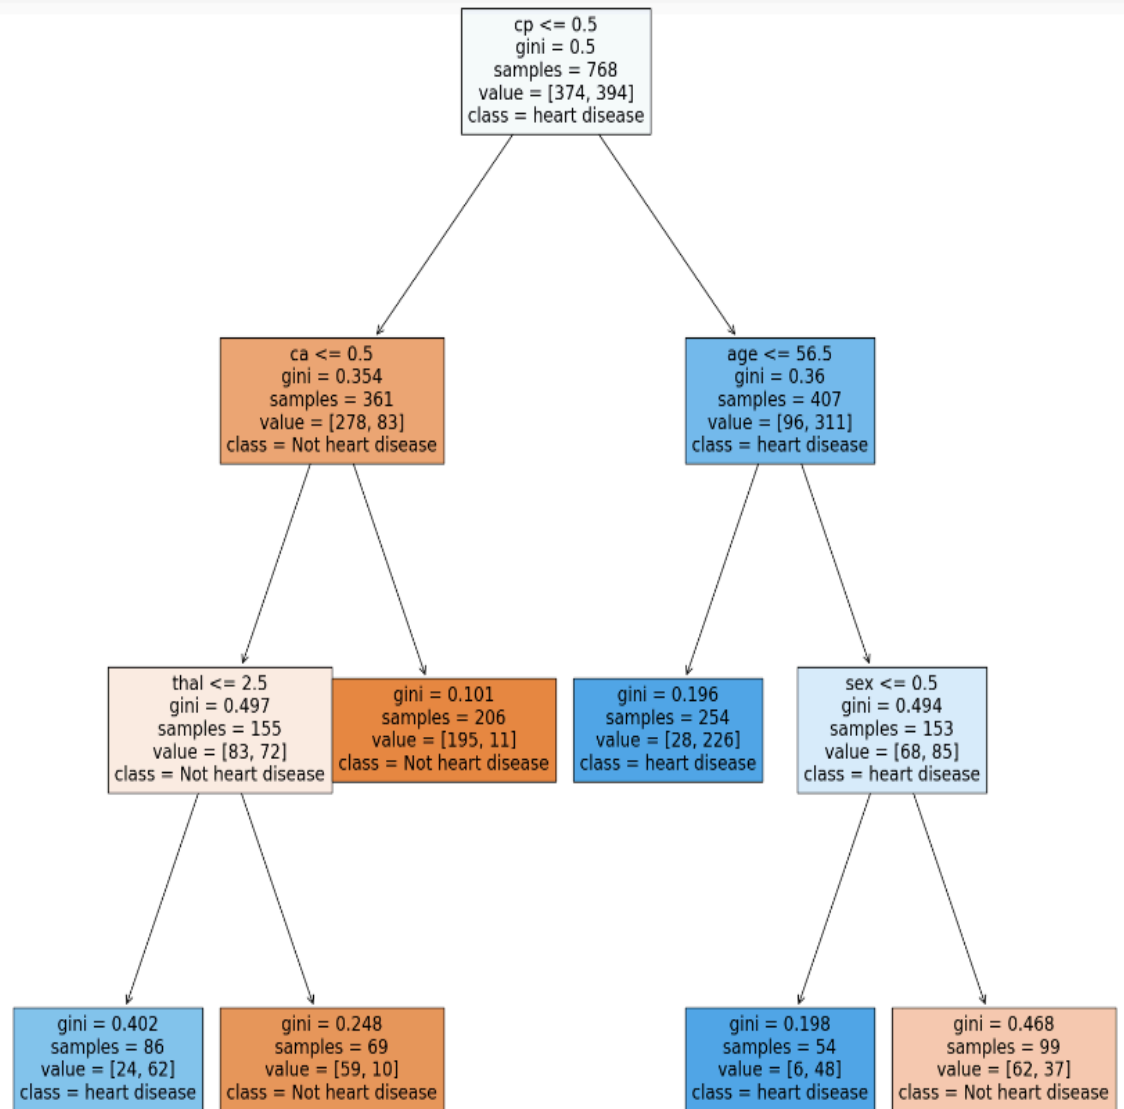 cp <= 0.5
gini = 0.5
samples = 768
value = [374, 394]
class = heart disease
ca <= 0.5
gini = 0.354
samples = 361
value = [278, 83]
class = Not heart disease
age <= 56.5
gini = 0.36
samples = 407
value = [96, 311]
class = heart disease
thal <= 2.5
gini = 0.497
samples = 155
value = [83, 72]
class = Not heart disease
gini = 0.101
samples = 206
value = [195, 11]
class = Not heart disease
gini = 0.196
samples = 254
value = [28, 226]
class = heart disease
sex <= 0.5
gini = 0.494
samples = 153
value = [68, 85]
class = heart disease
gini = 0.402
samples = 86
value = [24, 62]
class = heart disease
gini = 0.248
samples = 69
value = [59, 10]
class = Not heart disease
gini = 0.198
samples = 54
value = [6, 48]
class = heart disease
gini = 0.468
samples = 99
value = [62, 37]
class = Not heart disease